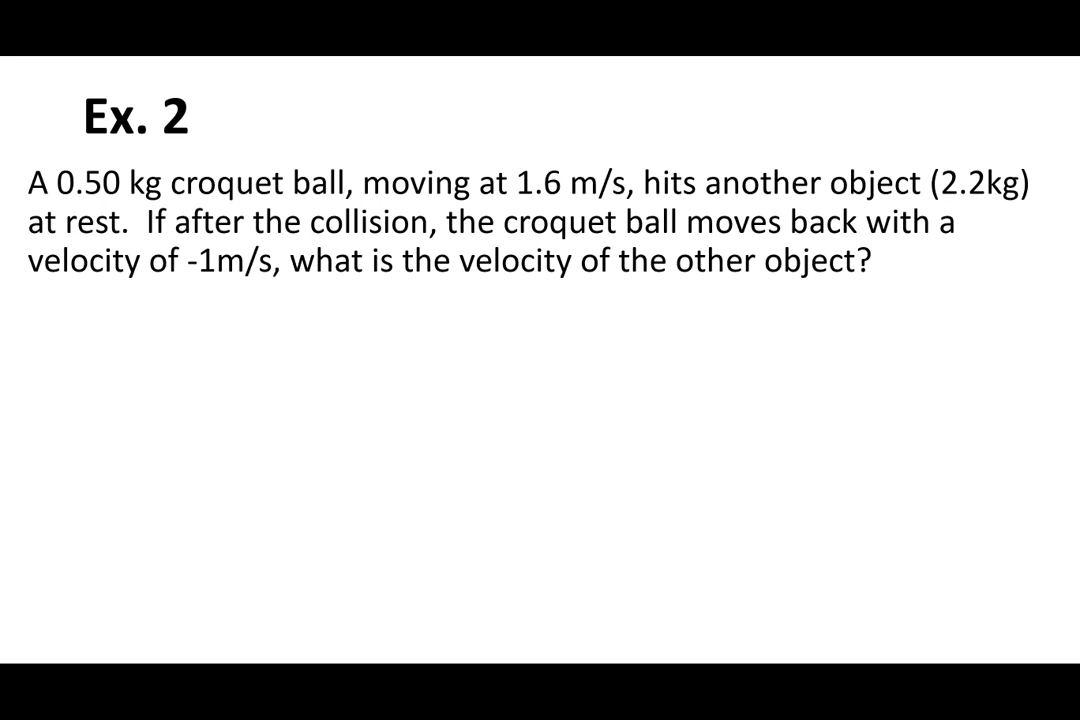 Ex. 2
A 0.50 kg croquet ball, moving at 1.6 m/s, hits another object (2.2kg)
at rest.  If after the collision, the croquet ball moves back with a
velocity of -1m/s, what is the velocity of the other object?